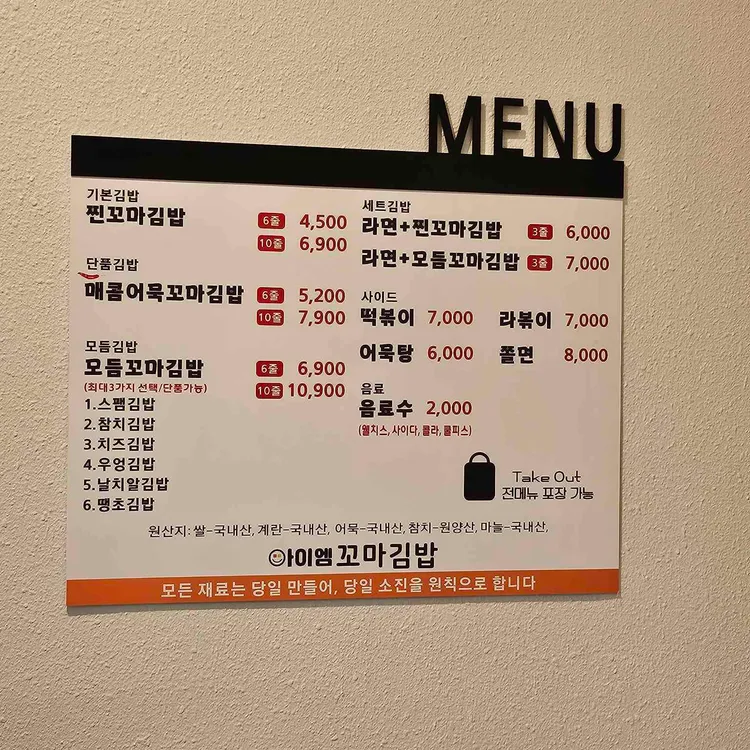 MENU
기본김밥
찐꼬마김밥 6줄 4,500
10줄 6,900
단품김밥
매콤어묵꼬마김밥 6줄 5,200
10줄 7,900
모듬김밥
모듬꼬마김밥 6줄 6,900
(최대3가지 선택/단품가능) 10줄 10,900
1.스팸김밥
2.참치김밥
3.치즈김밥
4.우엉김밥
5.날치알김밥
6.땡초김밥
세트김밥
라면+찐꼬마김밥 3줄 6,000
라면+모듬꼬마김밥 3줄 7,000
사이드
떡볶이 7,000 라볶이 7,000
어묵탕 6,000 쫄면 8,000
음료
음료수 2,000
(웰치스, 사이다, 콜라, 쿨피스)
Take Out
전메뉴 포장 가능
원산지: 쌀-국내산, 계란-국내산, 어묵-국내산, 참치-원양산, 마늘-국내산,
아이엠 꼬마김밥
모든 재료는 당일 만들어, 당일 소진을 원칙으로 합니다